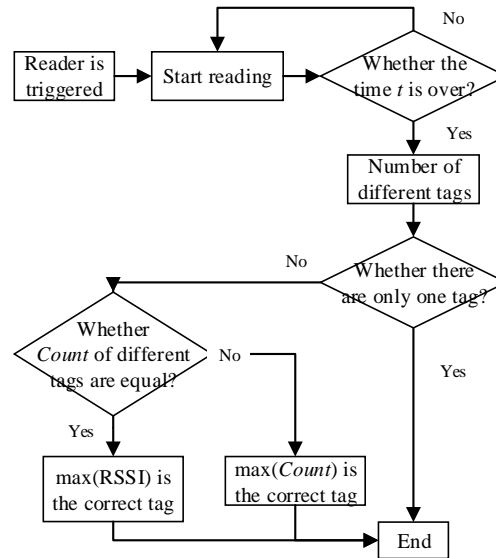 No
Reader is
triggered
Start reading
Whether the
time t is over?
Yes
Number of
different tags
No
Whether there
are only one tag?
Whether
Count of different
tags are equal?
No
Yes
Yes
max(RSSI) is
the correct tag
max(Count) is
the correct tag
End